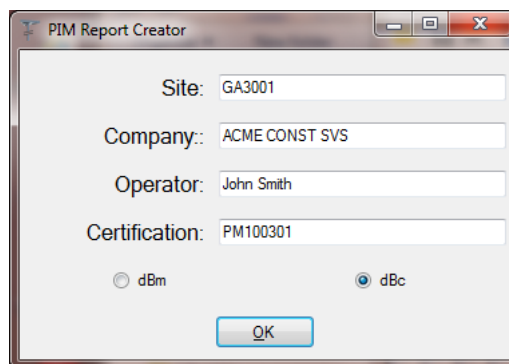 PIM Report Creator
Site: GA3001
Company:: ACME CONST SVS
Operator: John Smith
Certification: PM100301
dBm dBc
OK